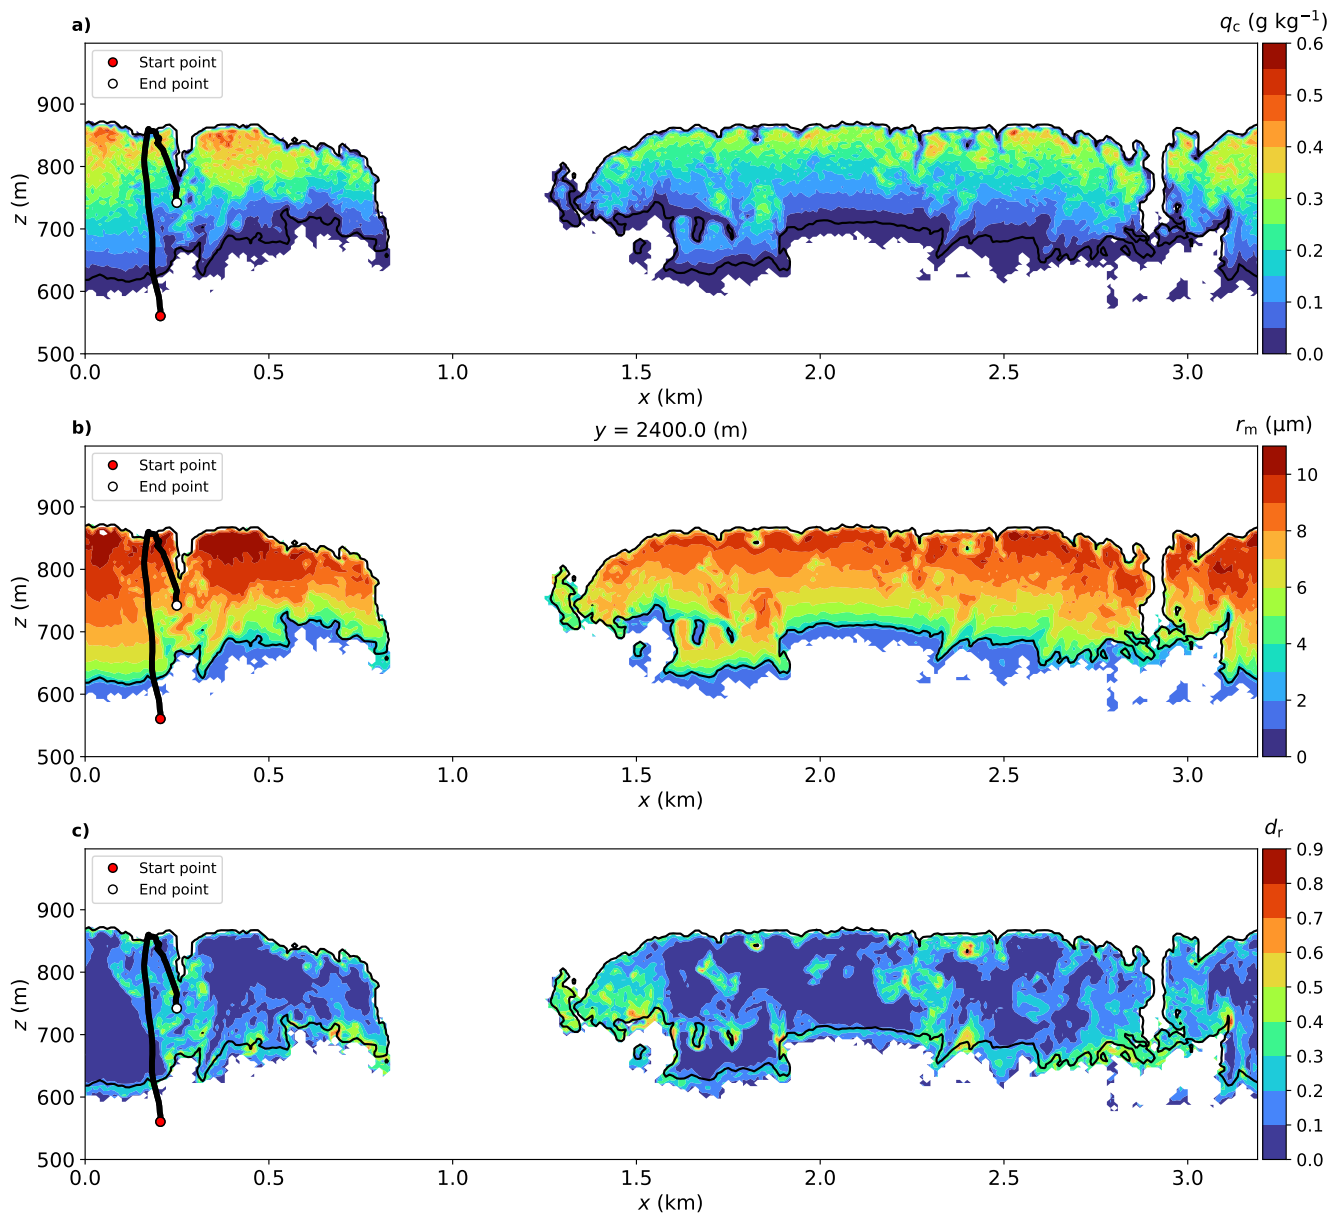 a)
q_c (g kg⁻¹)
Start point
End point
900
800
700
600
500
z (m)
0.0 0.5 1.0 1.5 2.0 2.5 3.0
x (km)
0.6
0.5
0.4
0.3
0.2
0.1
0.0
b)
y = 2400.0 (m)
r_m (μm)
Start point
End point
900
800
700
600
500
z (m)
0.0 0.5 1.0 1.5 2.0 2.5 3.0
x (km)
10
8
6
4
2
0
c)
d_r
Start point
End point
900
800
700
600
500
z (m)
0.0 0.5 1.0 1.5 2.0 2.5 3.0
x (km)
0.9
0.8
0.7
0.6
0.5
0.4
0.3
0.2
0.1
0.0